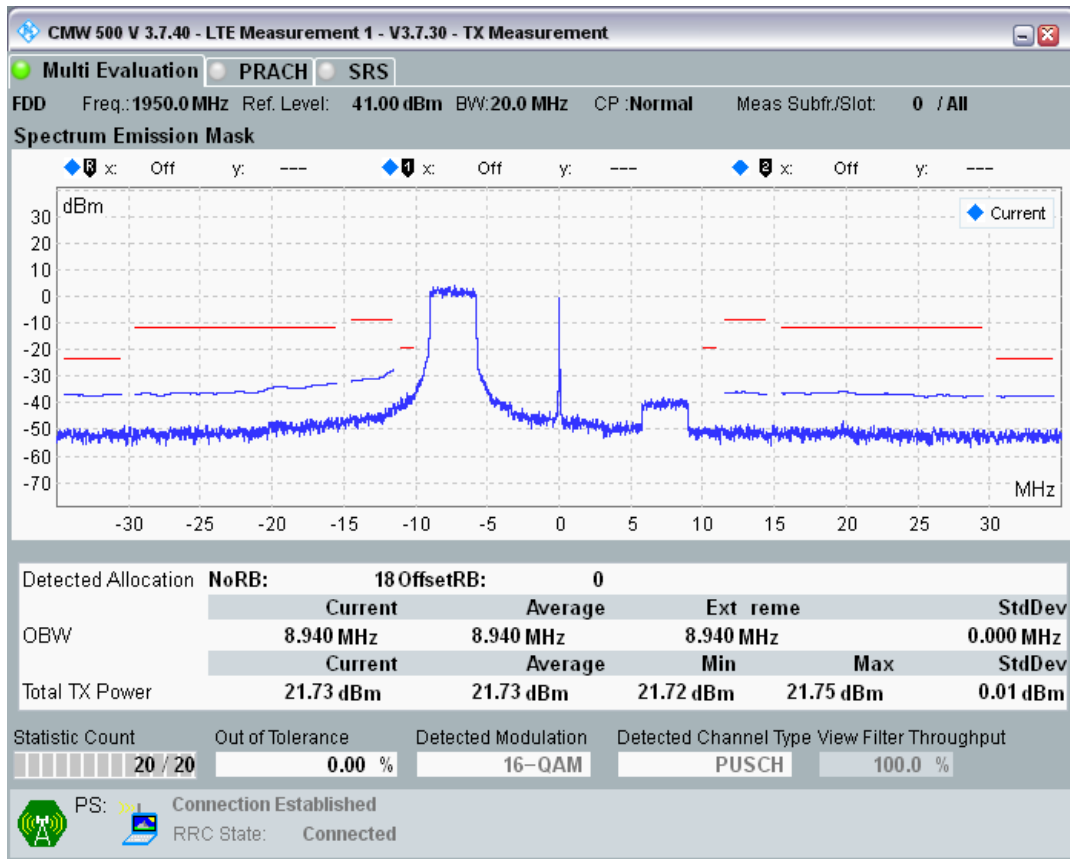 CMW 500 V 3.7.40 - LTE Measurement 1 - V3.7.30 - TX Measurement
Multi Evaluation PRACH SRS
FDD Freq.: 1950.0 MHz Ref. Level: 41.00 dBm BW: 20.0 MHz CP : Normal Meas Subfr./Slot: 0 / All
Spectrum Emission Mask
R x: Off y: --- 1 x: Off y: --- 2 x: Off y: ---
dBm
Current
30
20
10
0
-10
-20
-30
-40
-50
-60
-70
MHz
-30 -25 -20 -15 -10 -5 0 5 10 15 20 25 30
Detected Allocation NoRB: 18 OffsetRB: 0
Current Average Ext reme StdDev
OBW 8.940 MHz 8.940 MHz 8.940 MHz 0.000 MHz
Current Average Min Max StdDev
Total TX Power 21.73 dBm 21.73 dBm 21.72 dBm 21.75 dBm 0.01 dBm
Statistic Count Out of Tolerance Detected Modulation Detected Channel Type View Filter Throughput
20 / 20 0.00 % 16-QAM PUSCH 100.0 %
PS: Connection Established
RRC State: Connected